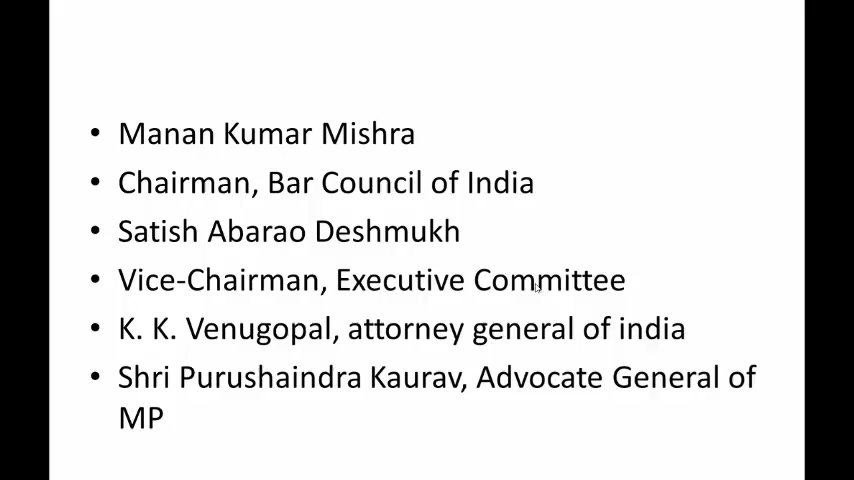 • Manan Kumar Mishra
• Chairman, Bar Council of India
• Satish Abarao Deshmukh
• Vice-Chairman, Executive Committee
• K. K. Venugopal, attorney general of india
• Shri Purushaindra Kaurav, Advocate General of
MP